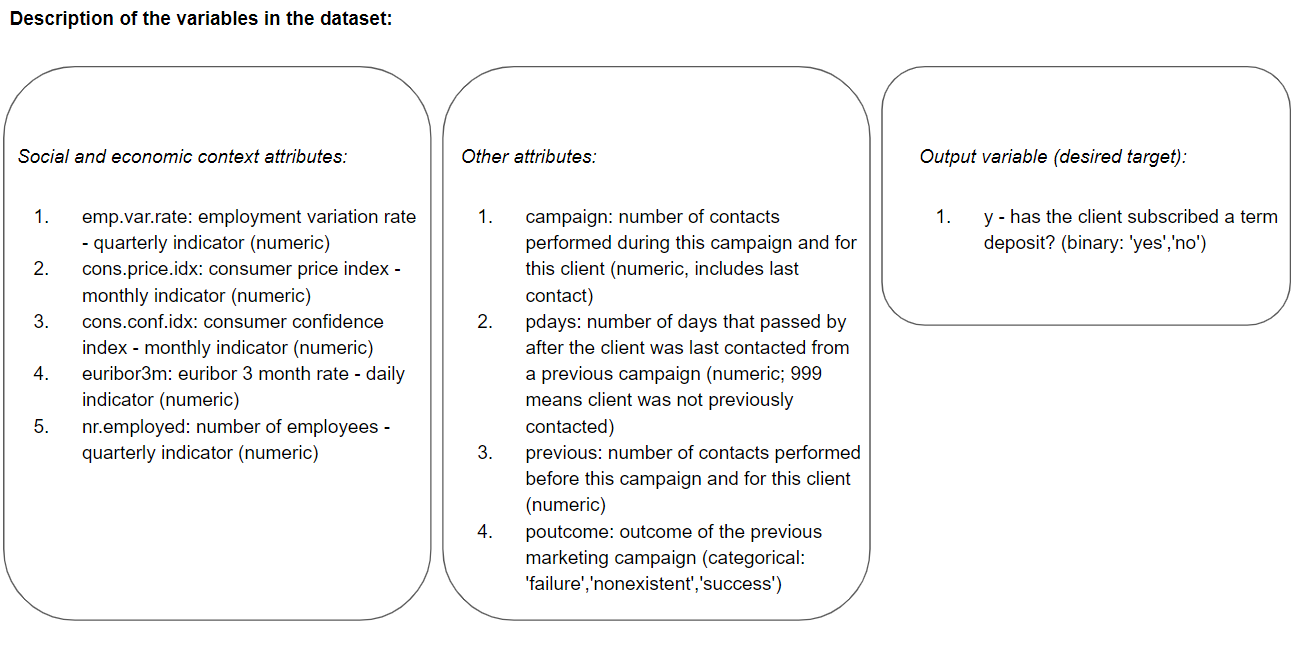 Description of the variables in the dataset:
Social and economic context attributes:
1. emp.var.rate: employment variation rate
- quarterly indicator (numeric)
2. cons.price.idx: consumer price index -
monthly indicator (numeric)
3. cons.conf.idx: consumer confidence
index - monthly indicator (numeric)
4. euribor3m: euribor 3 month rate - daily
indicator (numeric)
5. nr.employed: number of employees -
quarterly indicator (numeric)
Other attributes:
1. campaign: number of contacts
performed during this campaign and for
this client (numeric, includes last
contact)
2. pdays: number of days that passed by
after the client was last contacted from
a previous campaign (numeric; 999
means client was not previously
contacted)
3. previous: number of contacts performed
before this campaign and for this client
(numeric)
4. poutcome: outcome of the previous
marketing campaign (categorical:
'failure','nonexistent','success')
Output variable (desired target):
1. y - has the client subscribed a term
deposit? (binary: 'yes','no')